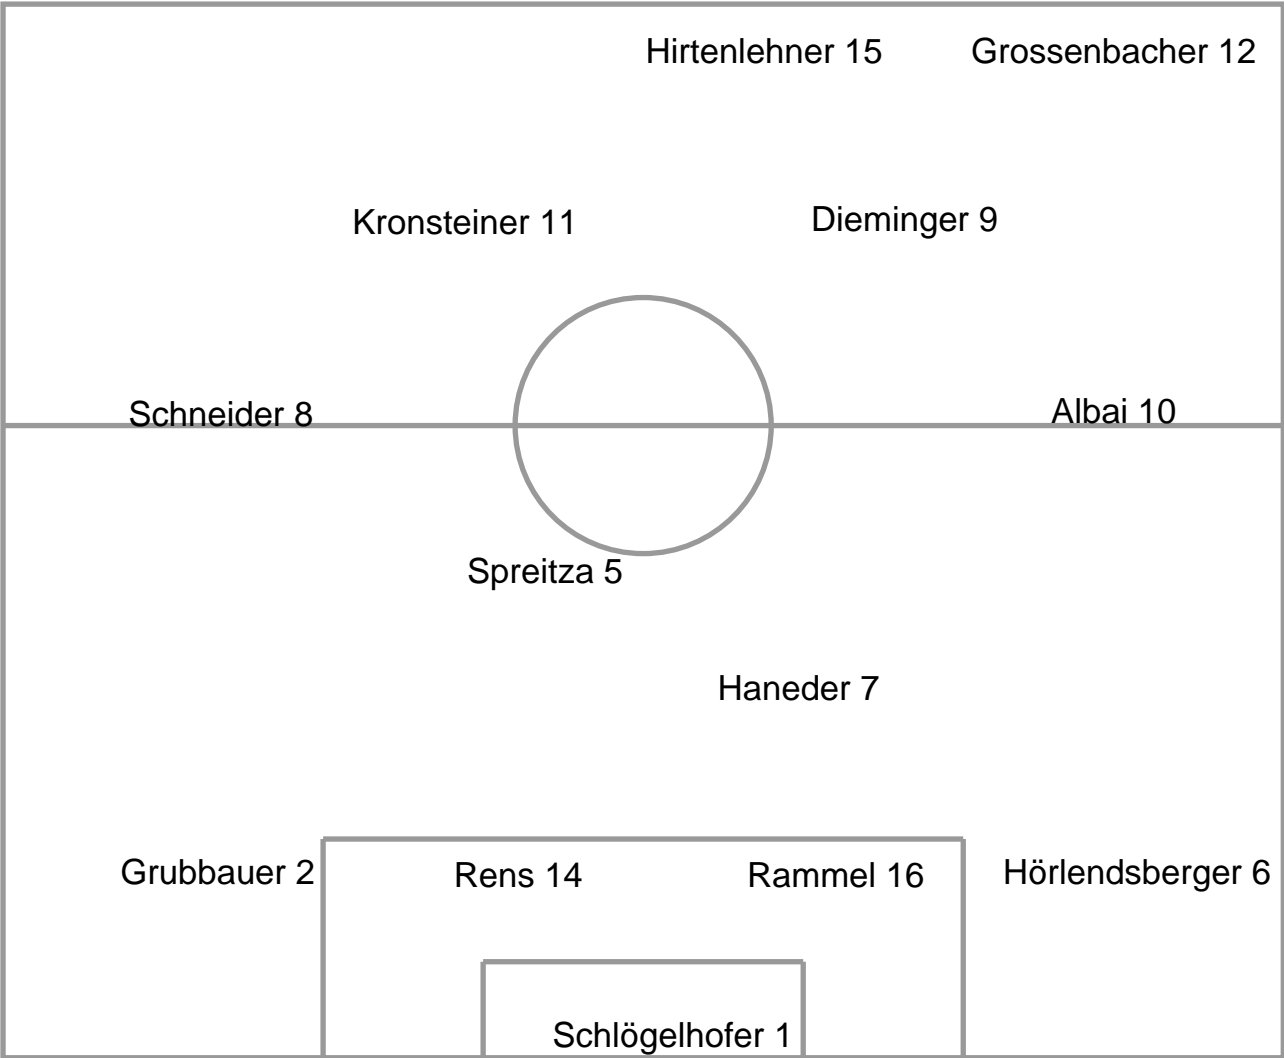 Hirtenlehner 15
Grossenbacher 12
Kronsteiner 11
Dieminger 9
Schneider 8
Albai 10
Spreitza 5
Haneder 7
Grubbauer 2
Rens 14
Rammel 16
Hörlendsberger 6
Schlögelhofer 1